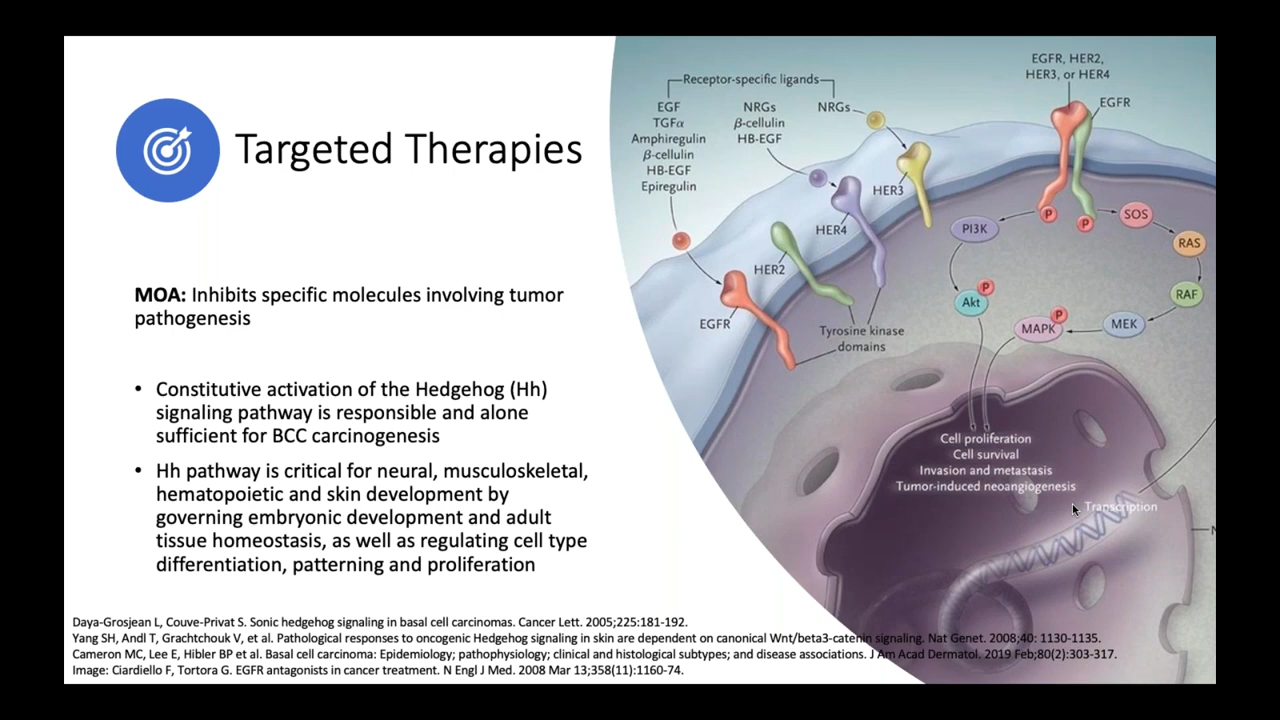 Targeted Therapies
MOA: Inhibits specific molecules involving tumor
pathogenesis
• Constitutive activation of the Hedgehog (Hh)
signaling pathway is responsible and alone
sufficient for BCC carcinogenesis
• Hh pathway is critical for neural, musculoskeletal,
hematopoietic and skin development by
governing embryonic development and adult
tissue homeostasis, as well as regulating cell type
differentiation, patterning and proliferation
Receptor-specific ligands
EGF
TGFα
Amphiregulin
β-cellulin
HB-EGF
Epiregulin
NRGs
β-cellulin
HB-EGF
NRGs
EGFR, HER2,
HER3, or HER4
EGFR
HER3
HER4
HER2
EGFR
Tyrosine kinase
domains
P
P
SOS
PI3K
RAS
P
Akt
RAF
P
MAPK
MEK
Cell proliferation
Cell survival
Invasion and metastasis
Tumor-induced neoangiogenesis
Transcription
N
Daya-Grosjean L, Couve-Privat S. Sonic hedgehog signaling in basal cell carcinomas. Cancer Lett. 2005;225:181-192.
Yang SH, Andl T, Grachtchouk V, et al. Pathological responses to oncogenic Hedgehog signaling in skin are dependent on canonical Wnt/beta3-catenin signaling. Nat Genet. 2008;40: 1130-1135.
Cameron MC, Lee E, Hibler BP et al. Basal cell carcinoma: Epidemiology; pathophysiology; clinical and histological subtypes; and disease associations. J Am Acad Dermatol. 2019 Feb;80(2):303-317.
Image: Ciardiello F, Tortora G. EGFR antagonists in cancer treatment. N Engl J Med. 2008 Mar 13;358(11):1160-74.